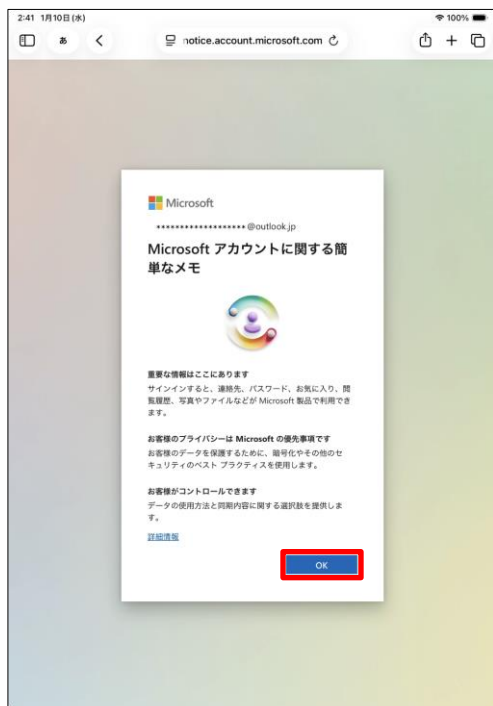 2:41 1月10日(水)
100%
あ
notice.account.microsoft.com
Microsoft
*******************@outlook.jp
Microsoft アカウントに関する簡
単なメモ
重要な情報はここにあります
サインインすると、連絡先、パスワード、お気に入り、閲
覧履歴、写真やファイルなどが Microsoft 製品で利用でき
ます。
お客様のプライバシーは Microsoft の優先事項です
お客様のデータを保護するために、暗号化やその他のセ
キュリティのベスト プラクティスを使用します。
お客様がコントロールできます
データの使用方法と同期内容に関する選択肢を提供しま
す。
詳細情報
OK